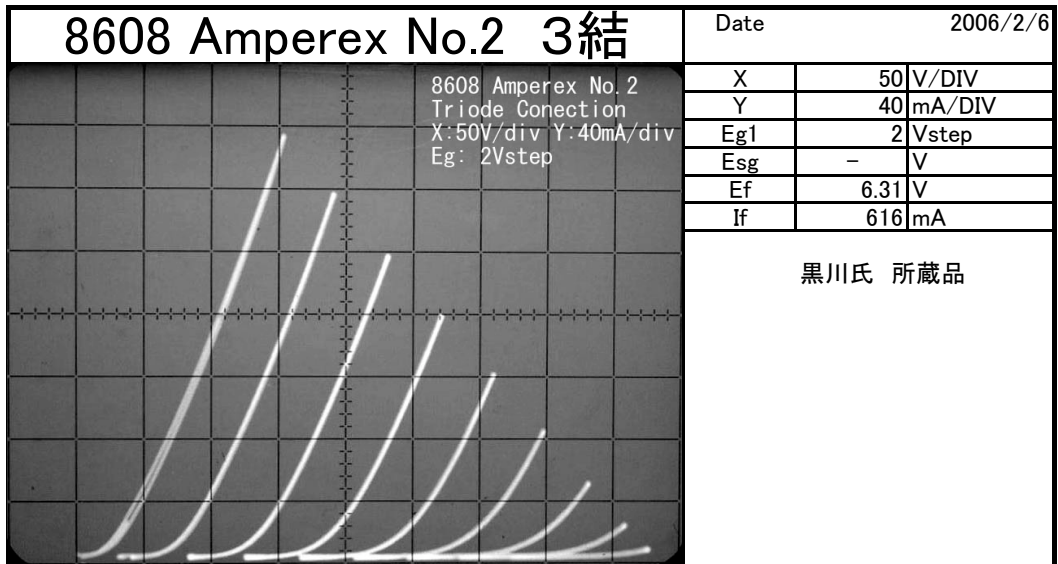 8608 Amperex No.2 3結
8608 Amperex No.2
Triode Conection
X:50V/div Y:40mA/div
Eg: 2Vstep
Date 2006/2/6
X 50 V/DIV
Y 40 mA/DIV
Eg1 2 Vstep
Esg − V
Ef 6.31 V
If 616 mA
黒川氏 所蔵品